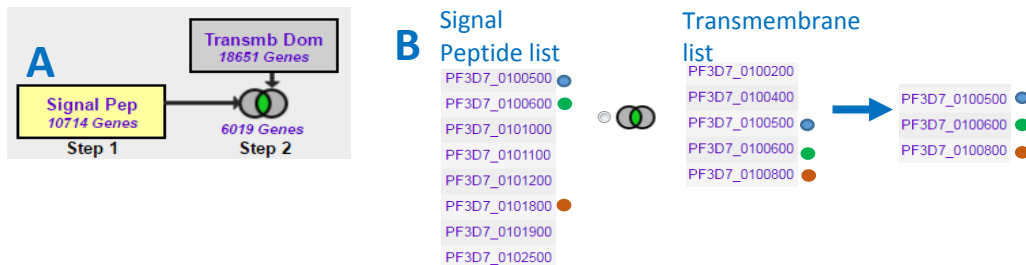 A
Transmb Dom
18651 Genes
Signal Pep
10714 Genes
6019 Genes
Step 1
Step 2
B
Signal
Peptide list
PF3D7_0100500
PF3D7_0100600
PF3D7_0101000
PF3D7_0101100
PF3D7_0101200
PF3D7_0101800
PF3D7_0101900
PF3D7_0102500
Transmembrane
list
PF3D7_0100200
PF3D7_0100400
PF3D7_0100500
PF3D7_0100600
PF3D7_0100800
PF3D7_0100500
PF3D7_0100600
PF3D7_0100800